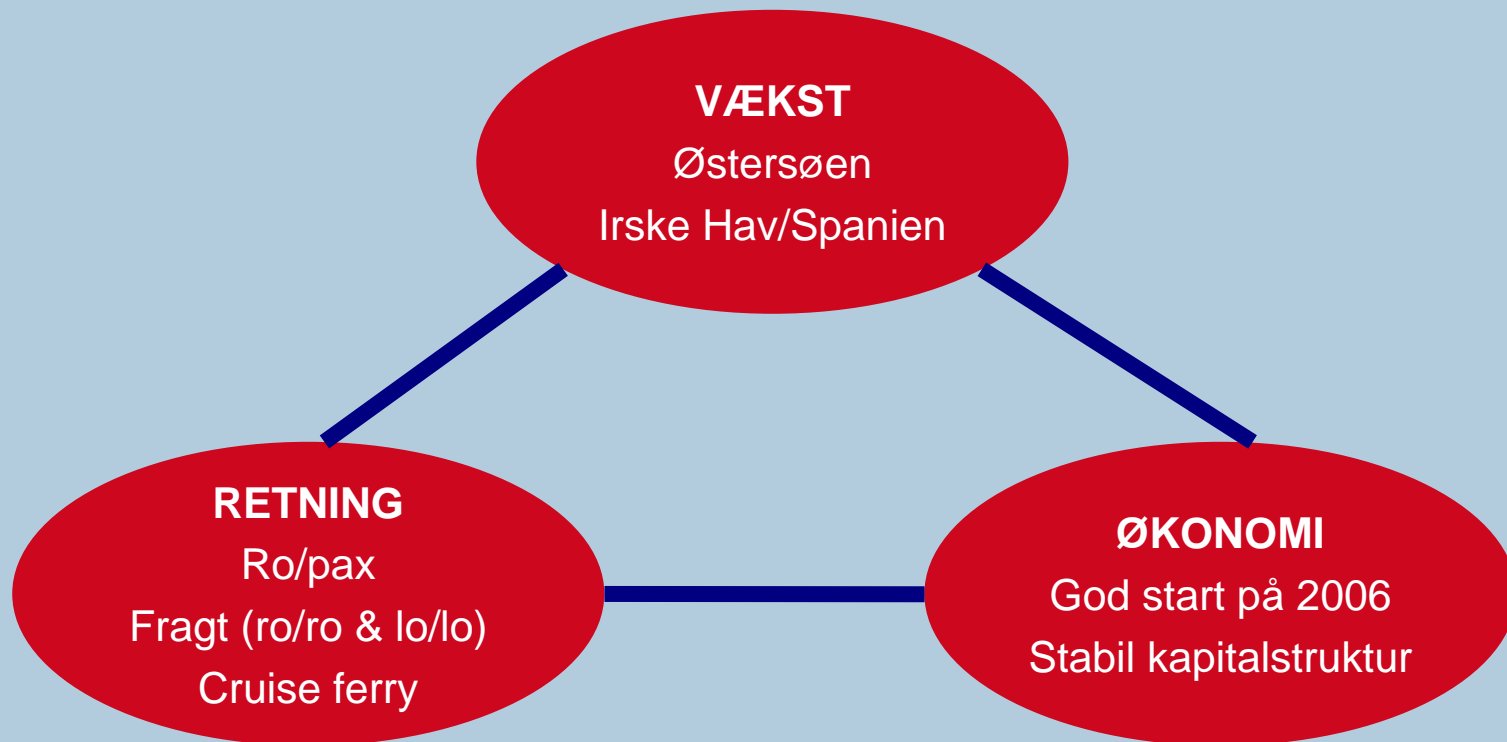 VÆKST
Østersøen
Irske Hav/Spanien
RETNING
Ro/pax
Fragt (ro/ro & lo/lo)
Cruise ferry
ØKONOMI
God start på 2006
Stabil kapitalstruktur